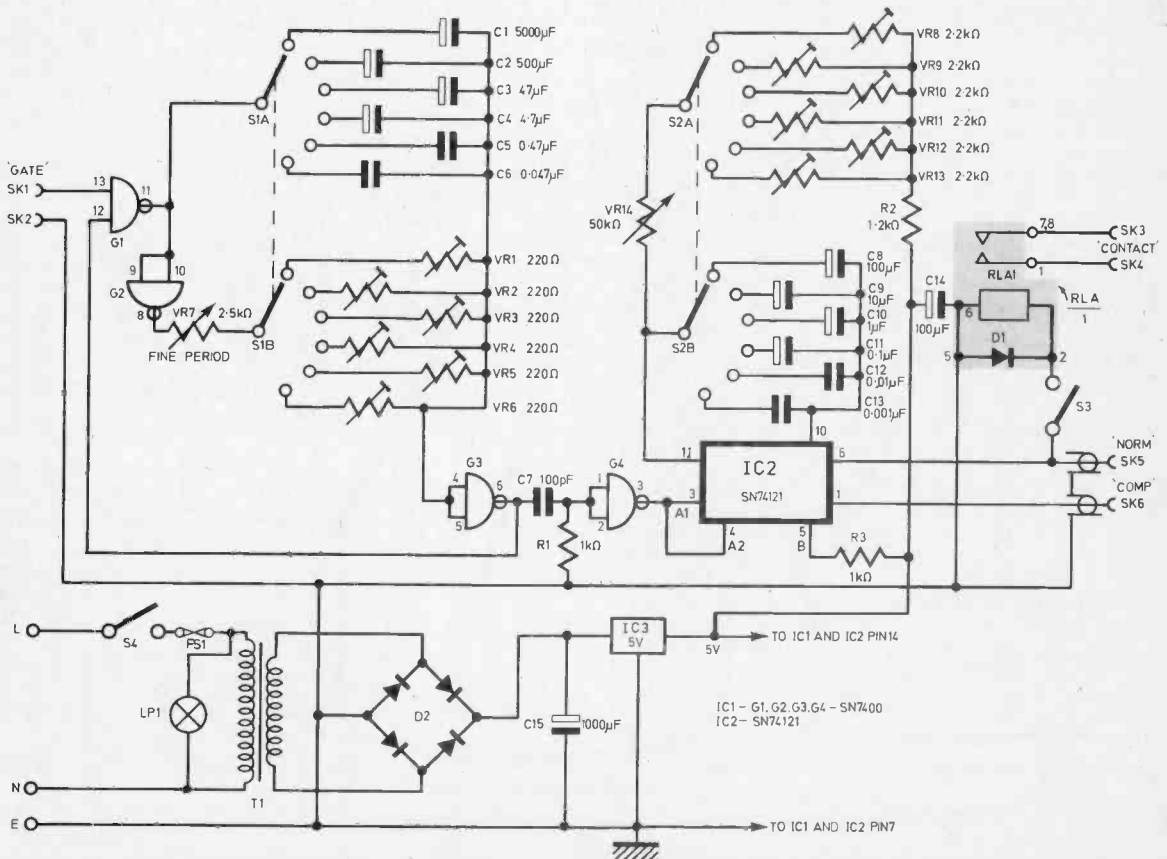 C1 5000µF
C2 500µF
C3 47µF
C4 4·7µF
C5 0·47µF
C6 0·047µF
S1A
'GATE'
SK1
SK2
13
12
11
G1
9
10
G2
8
VR7 2·5kΩ
FINE PERIOD
S1B
VR1 220Ω
VR2 220Ω
VR3 220Ω
VR4 220Ω
VR5 220Ω
VR6 220Ω
VR8 2·2kΩ
VR9 2·2kΩ
VR10 2·2kΩ
VR11 2·2kΩ
VR12 2·2kΩ
VR13 2·2kΩ
S2A
VR14
50kΩ
S2B
R2
1·2kΩ
C8
100µF
C9
10µF
C10
1µF
C11
0·1µF
C12
0·01µF
C13
0·001µF
C14
100µF
7,8
SK3
'CONTACT'
SK4
RLA1
1
RLA
1
6
D1
5
2
S3
'NORM'
SK5
'COMP'
SK6
10
11
IC2
SN74121
6
1
3
A1
4
A2
5
B
R3
1kΩ
G3
4
5
6
C7
100pF
G4
1
2
3
R1
1kΩ
L
S4
FS1
LP1
N
E
T1
D2
C15
1000µF
IC3
5V
5V
TO IC1 AND IC2 PIN14
IC1- G1, G2, G3, G4 - SN7400
IC2- SN74121
TO IC1 AND IC2 PIN7